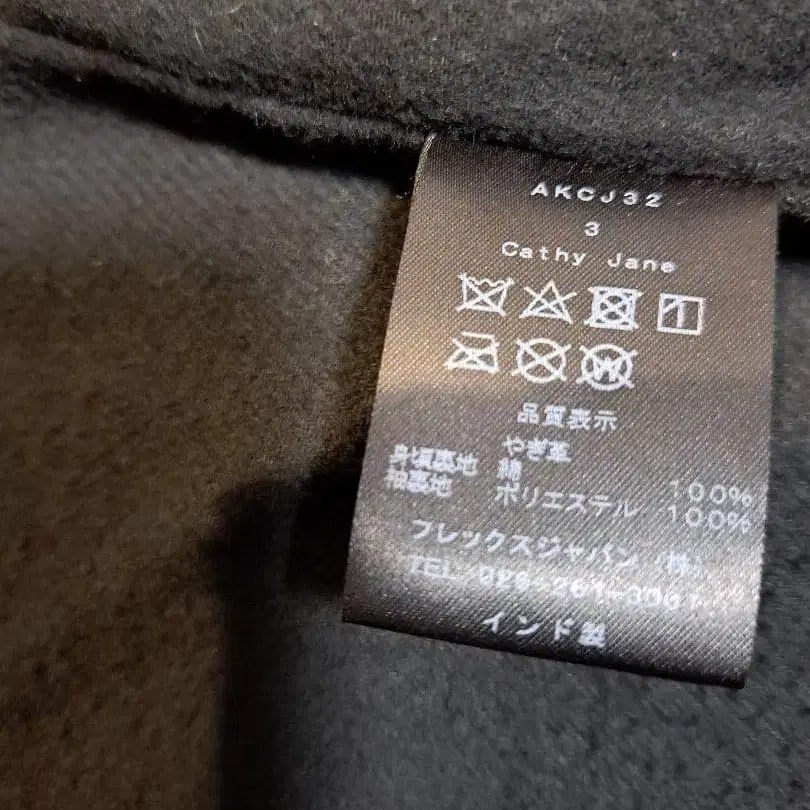 AKCJ32
3
Cathy Jane
W
品質表示
やぎ革
身頃裏地 綿 100%
袖裏地 ポリエステル 100%
フレックスジャパン(株)
TEL
インド製